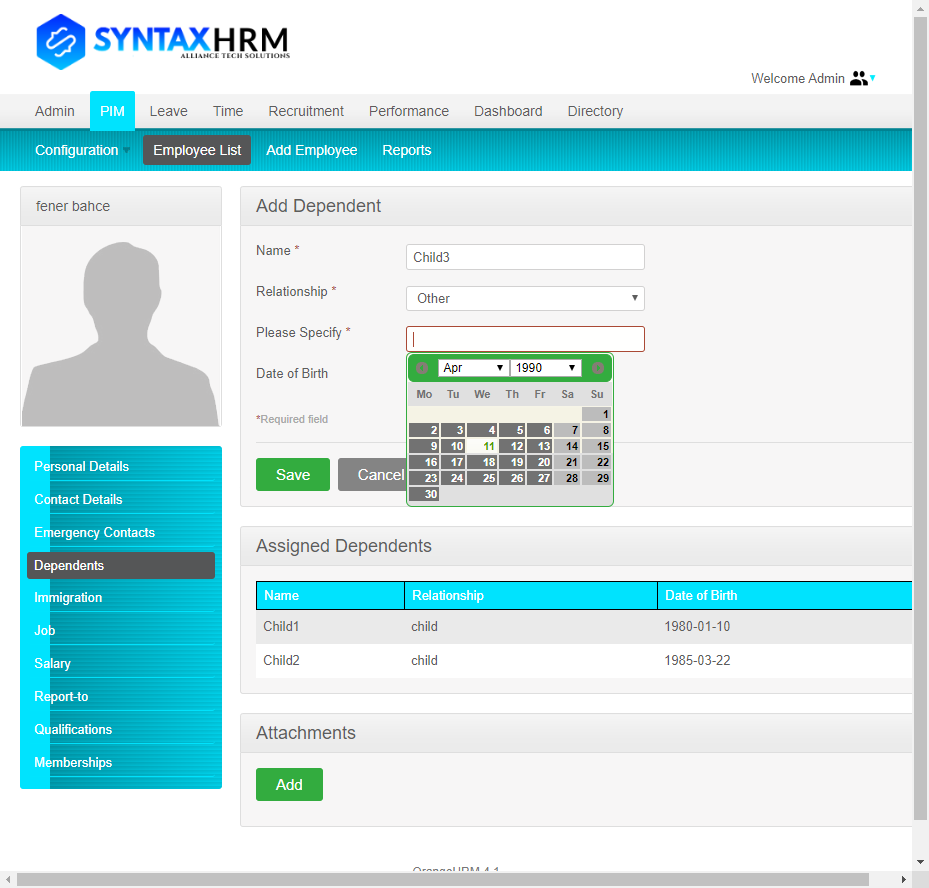 SYNTAXHRM
ALLIANCE TECH SOLUTIONS
Welcome Admin
Admin PIM Leave Time Recruitment Performance Dashboard Directory
Configuration Employee List Add Employee Reports
fener bahce
Add Dependent
Name *
Child3
Relationship *
Other
Please Specify *
Date of Birth
Apr 1990
Mo Tu We Th Fr Sa Su
1
2 3 4 5 6 7 8
9 10 11 12 13 14 15
16 17 18 19 20 21 22
23 24 25 26 27 28 29
30
*Required field
Save Cancel
Personal Details
Contact Details
Emergency Contacts
Dependents
Immigration
Job
Salary
Report-to
Qualifications
Memberships
Assigned Dependents
Name Relationship Date of Birth
Child1 child 1980-01-10
Child2 child 1985-03-22
Attachments
Add
OrangeHRM 4.1